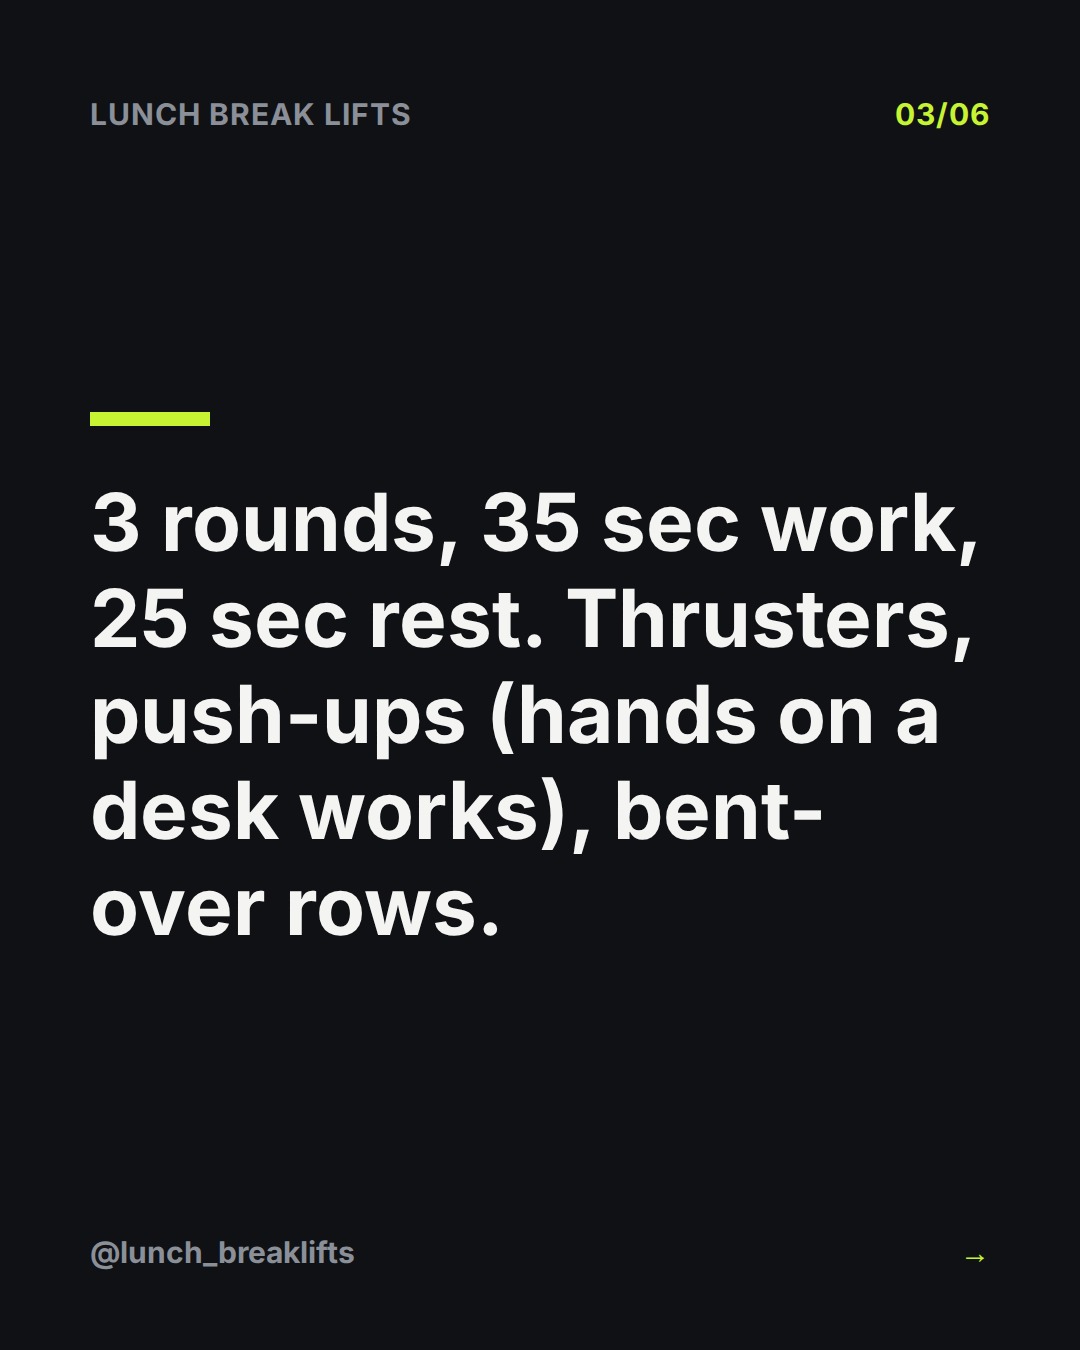 LUNCH BREAK LIFTS
03/06
3 rounds, 35 sec work,
25 sec rest. Thrusters,
push-ups (hands on a
desk works), bent-
over rows.
@lunch_breaklifts
→